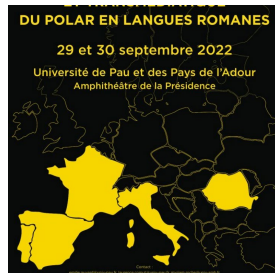 DU POLAR EN LANGUES ROMANES
29 et 30 septembre 2022
Université de Pau et des Pays de l'Adour
Amphithéâtre de la Présidence